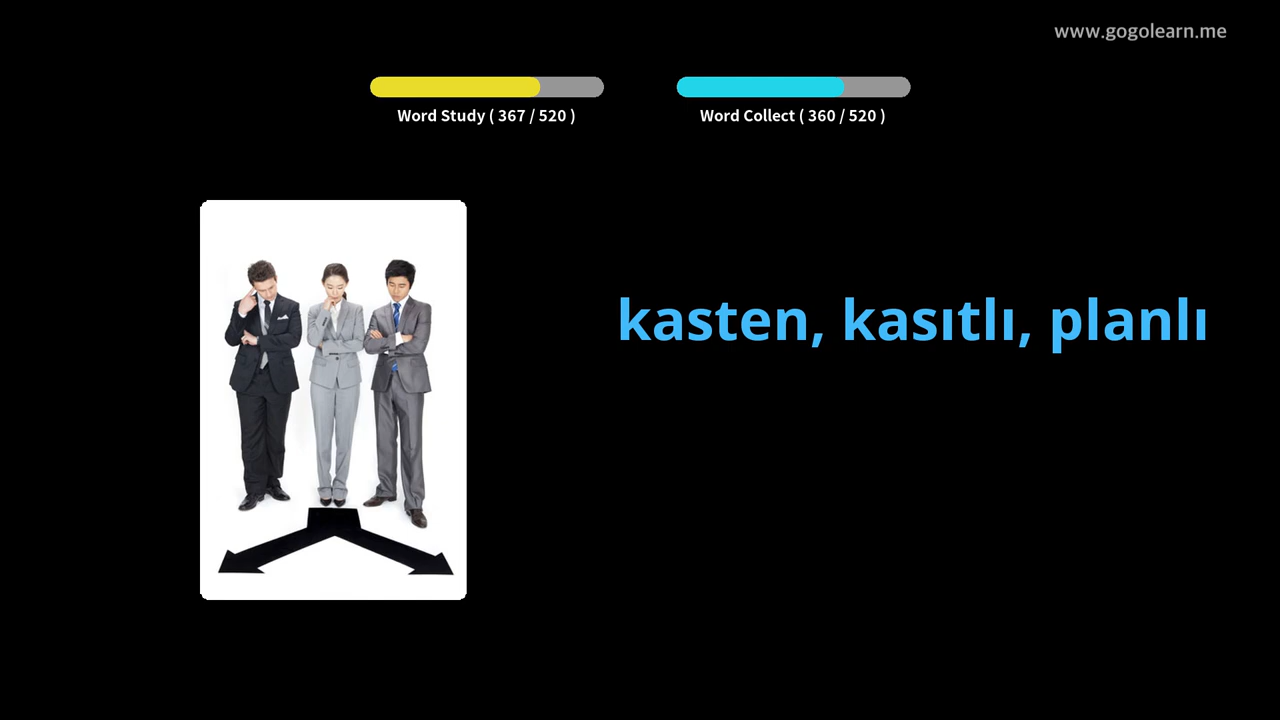 www.gogolearn.me
Word Study ( 367 / 520 )
Word Collect ( 360 / 520 )
kasten, kasıtlı, planlı